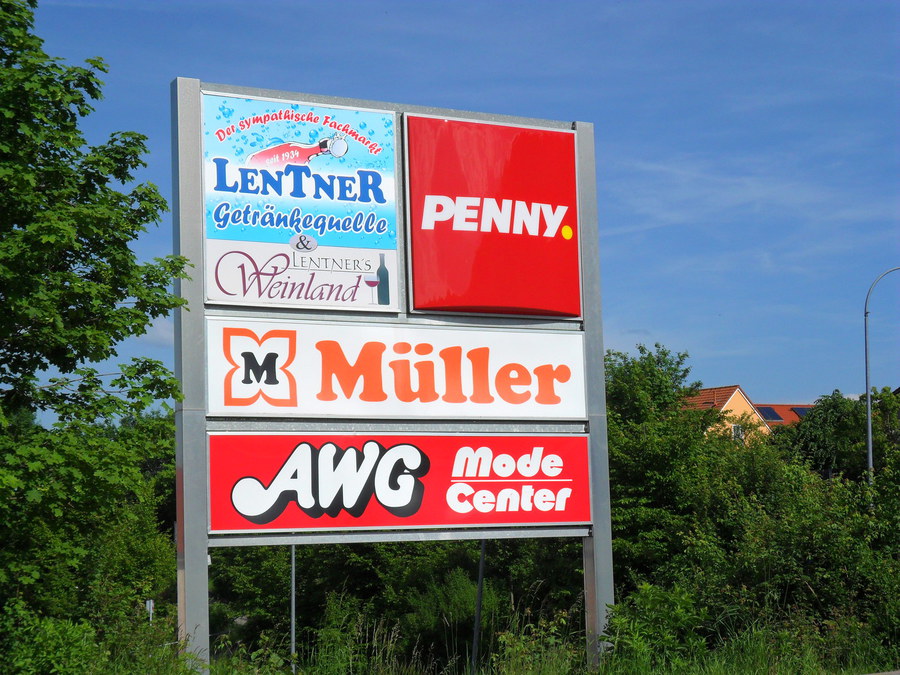 Der sympathische Fachmarkt
seit 1934
LENTNER
Getränkequelle
&
LENTNER'S
Weinland
PENNY.
M Müller
AWG Mode
Center